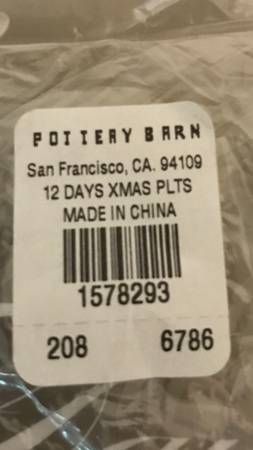 POTTERY BARN
San Francisco, CA. 94109
12 DAYS XMAS PLTS
MADE IN CHINA
1578293
208 6786